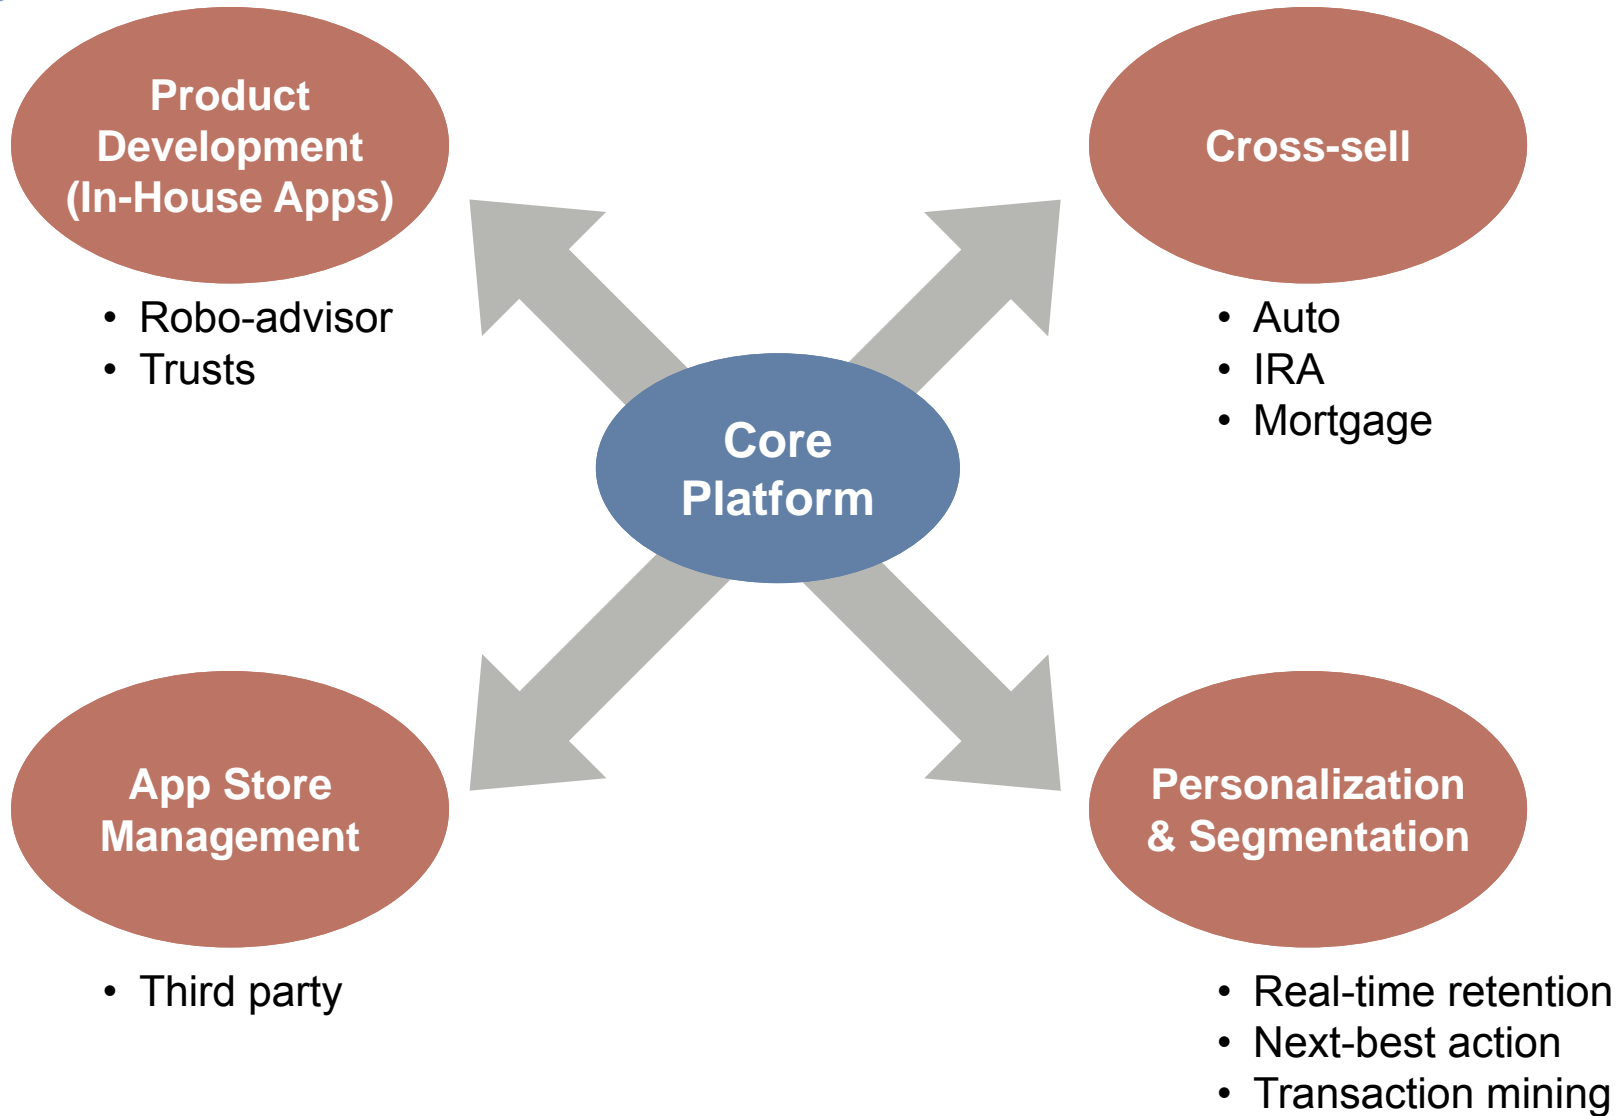 Product
Development
(In-House Apps)
• Robo-advisor
• Trusts
Cross-sell
• Auto
• IRA
• Mortgage
Core
Platform
App Store
Management
• Third party
Personalization
& Segmentation
• Real-time retention
• Next-best action
• Transaction mining